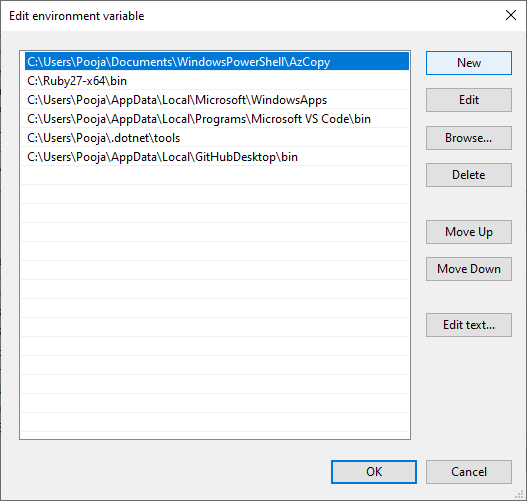 Edit environment variable
C:\Users\Pooja\Documents\WindowsPowerShell\AzCopy
C:\Ruby27-x64\bin
C:\Users\Pooja\AppData\Local\Microsoft\WindowsApps
C:\Users\Pooja\AppData\Local\Programs\Microsoft VS Code\bin
C:\Users\Pooja\.dotnet\tools
C:\Users\Pooja\AppData\Local\GitHubDesktop\bin
New
Edit
Browse...
Delete
Move Up
Move Down
Edit text...
OK
Cancel